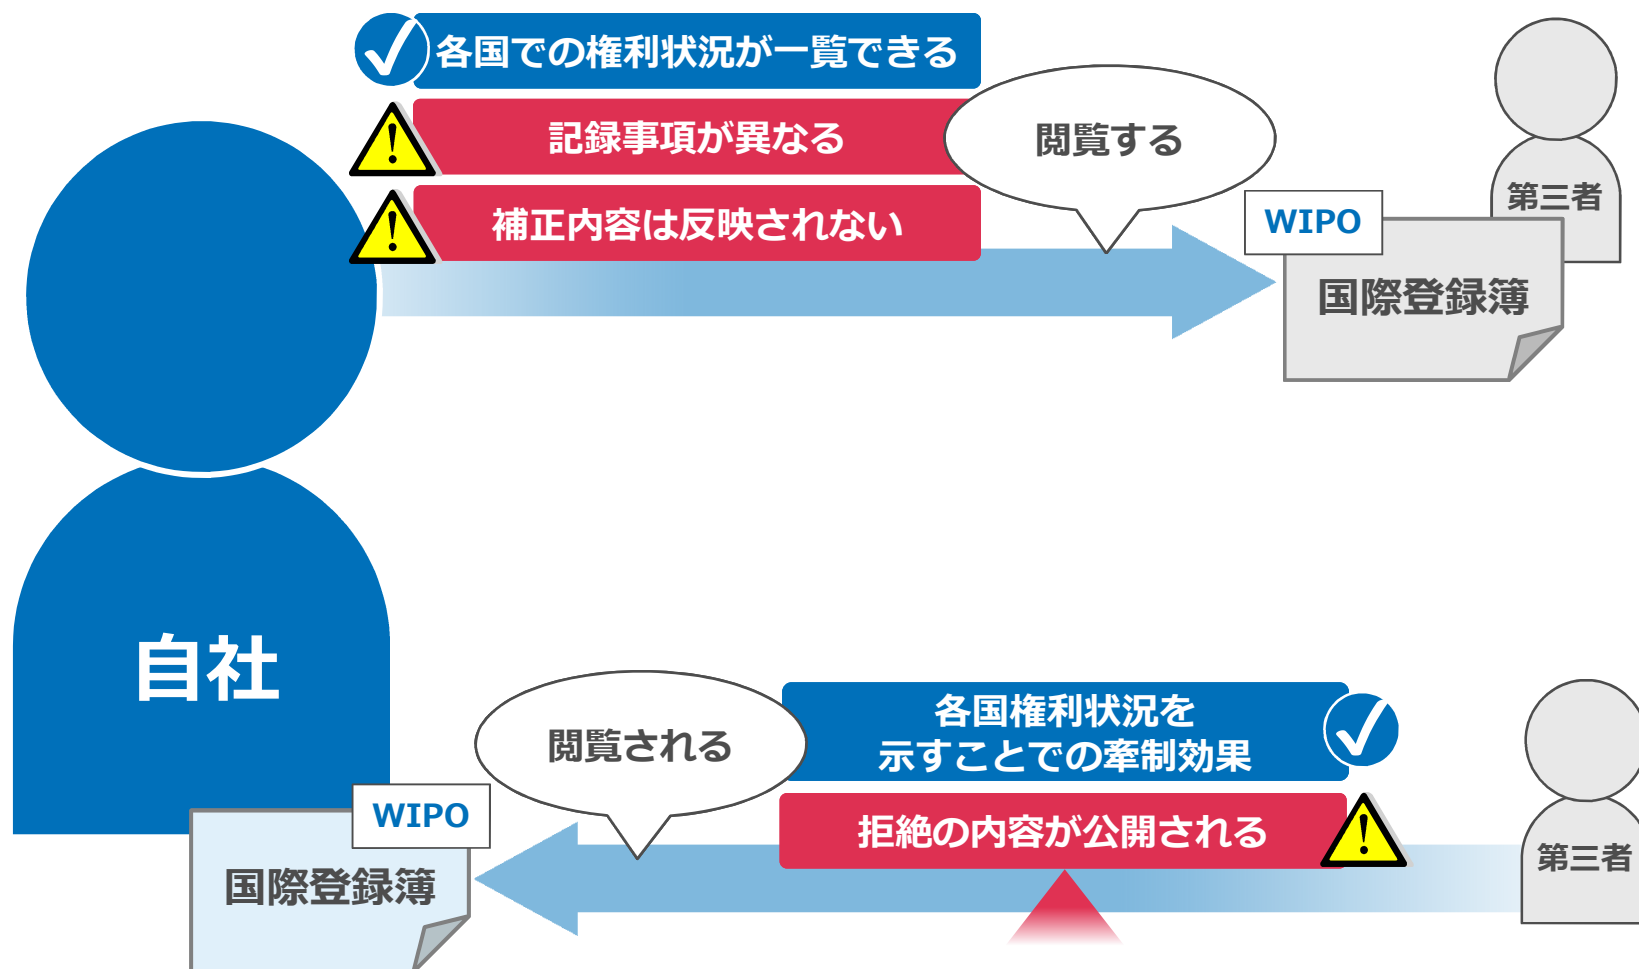 各国での権利状況が一覧できる
記録事項が異なる
補正内容は反映されない
閲覧する
第三者
WIPO
国際登録簿
自社
閲覧される
各国権利状況を
示すことでの牽制効果
拒絶の内容が公開される
WIPO
国際登録簿
第三者